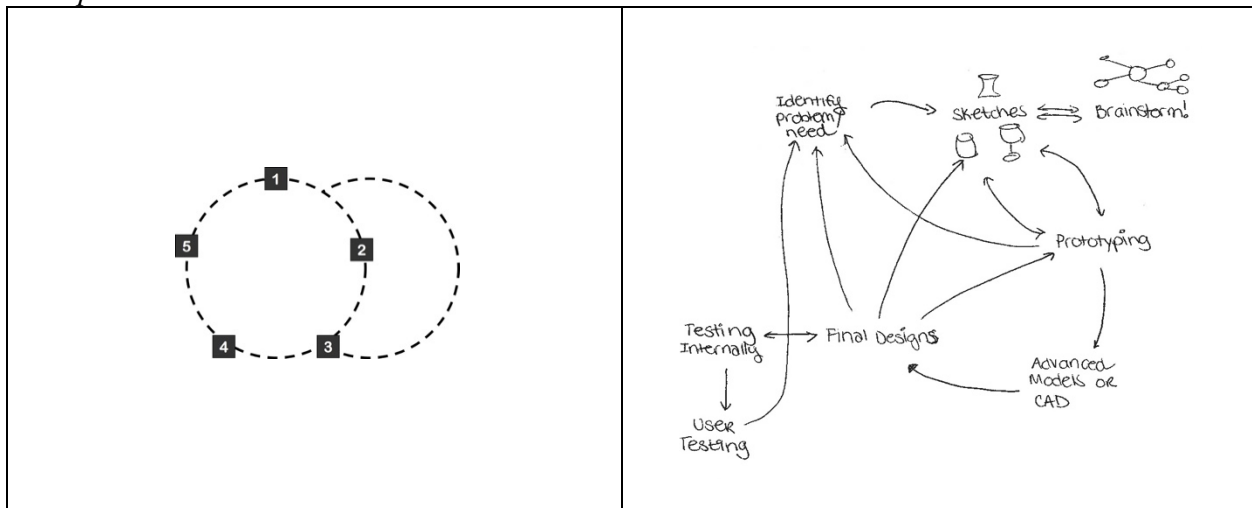 1
5
2
4
3
Identify
problem/
need
Sketches
Brainstorm!
Prototyping
Testing
Internally
Final Designs
Advanced
Models or
CAD
User
Testing